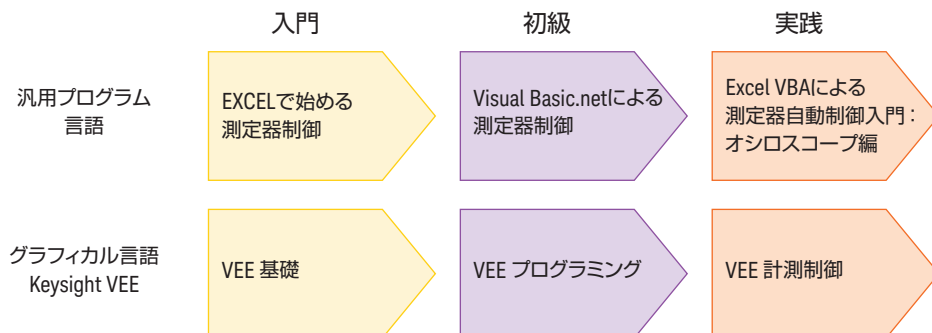 入門
初級
実践
汎用プログラム
言語
EXCELで始める
測定器制御
Visual Basic.netによる
測定器制御
Excel VBAによる
測定器自動制御入門：
オシロスコープ編
グラフィカル言語
Keysight VEE
VEE 基礎
VEE プログラミング
VEE 計測制御